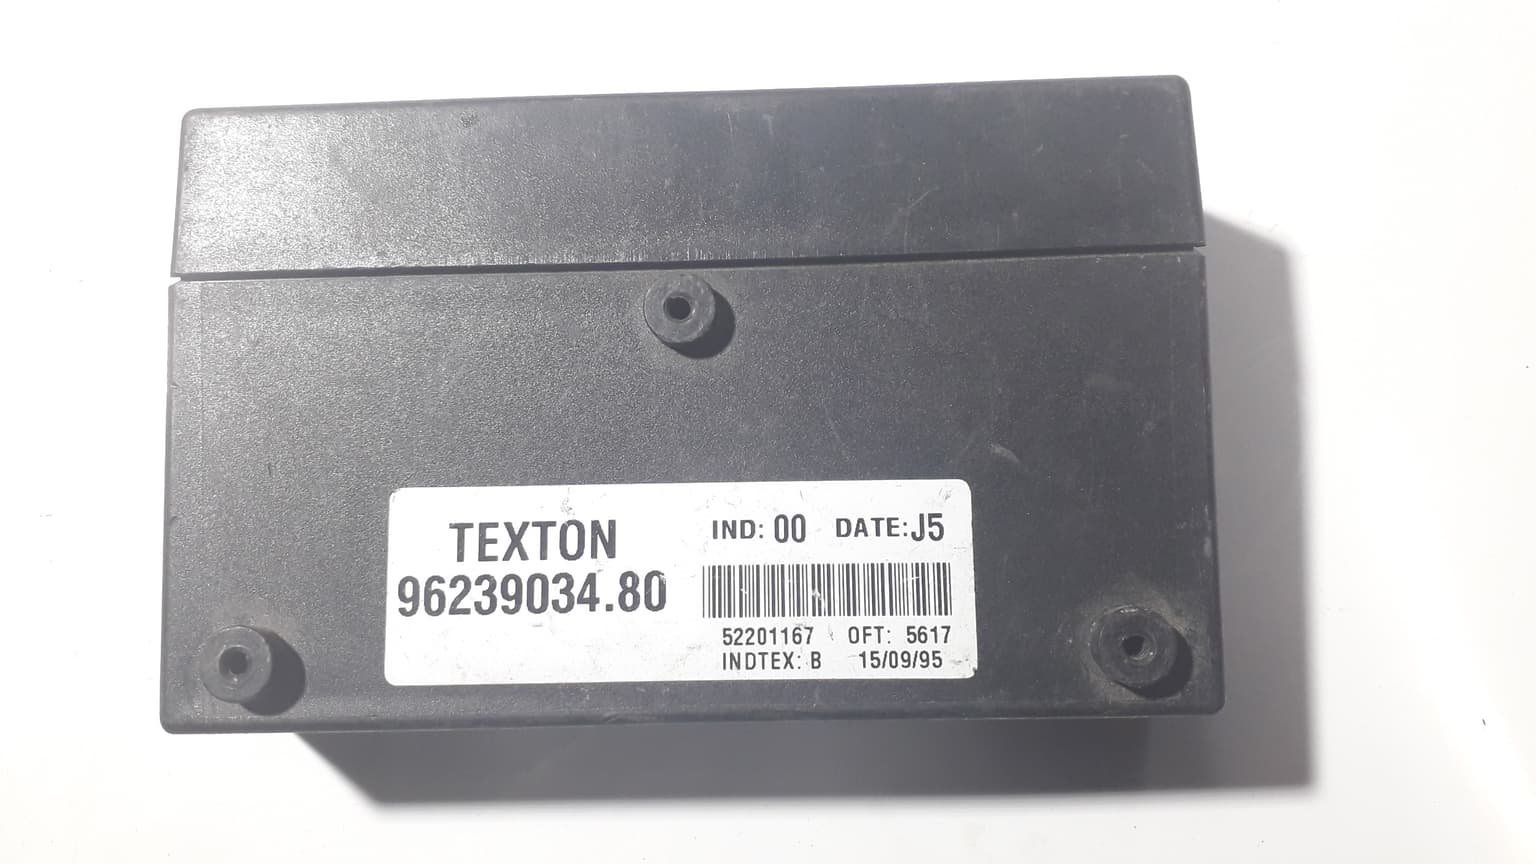 TEXTON
96239034.80
IND: 00 DATE: J5
52201167 OFT: 5617
INDTEX: B 15/09/95